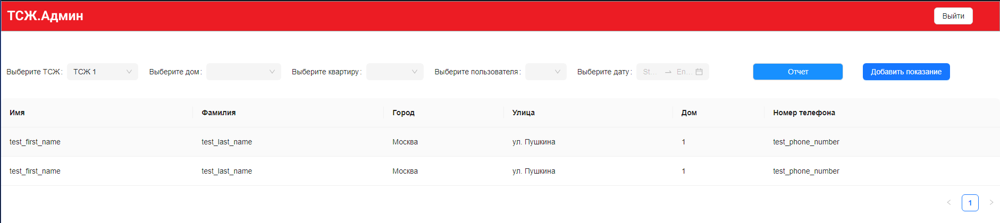 ТСЖ.Админ Выйти
Выберите ТСЖ: ТСЖ 1 Выберите дом: Выберите квартиру: Выберите пользователя: Выберите дату: St... En... Отчет Добавить показание
Имя Фамилия Город Улица Дом Номер телефона
test_first_name test_last_name Москва ул. Пушкина 1 test_phone_number
test_first_name test_last_name Москва ул. Пушкина 1 test_phone_number
1